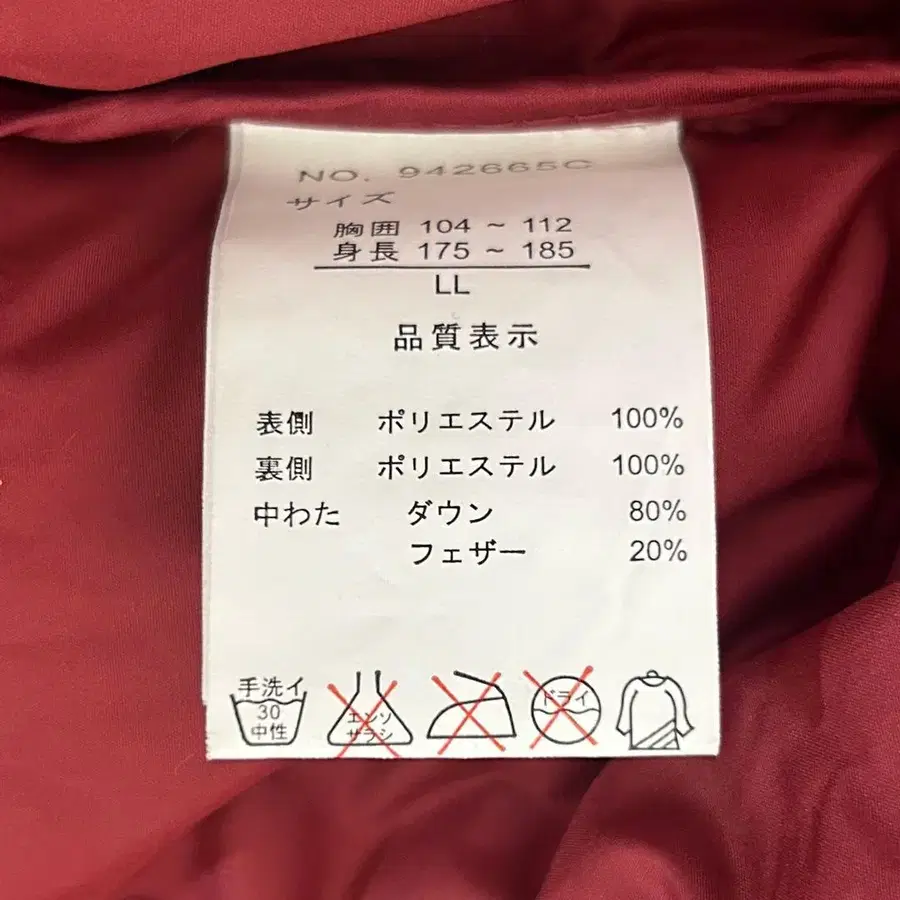 NO. 942665C
サイズ
胸囲 104 ~ 112
身長 175 ~ 185
LL
品質表示
表側 ポリエステル 100%
裏側 ポリエステル 100%
中わた ダウン 80%
フェザー 20%
手洗イ
30
中性
エンソ
サラシ
ドライ